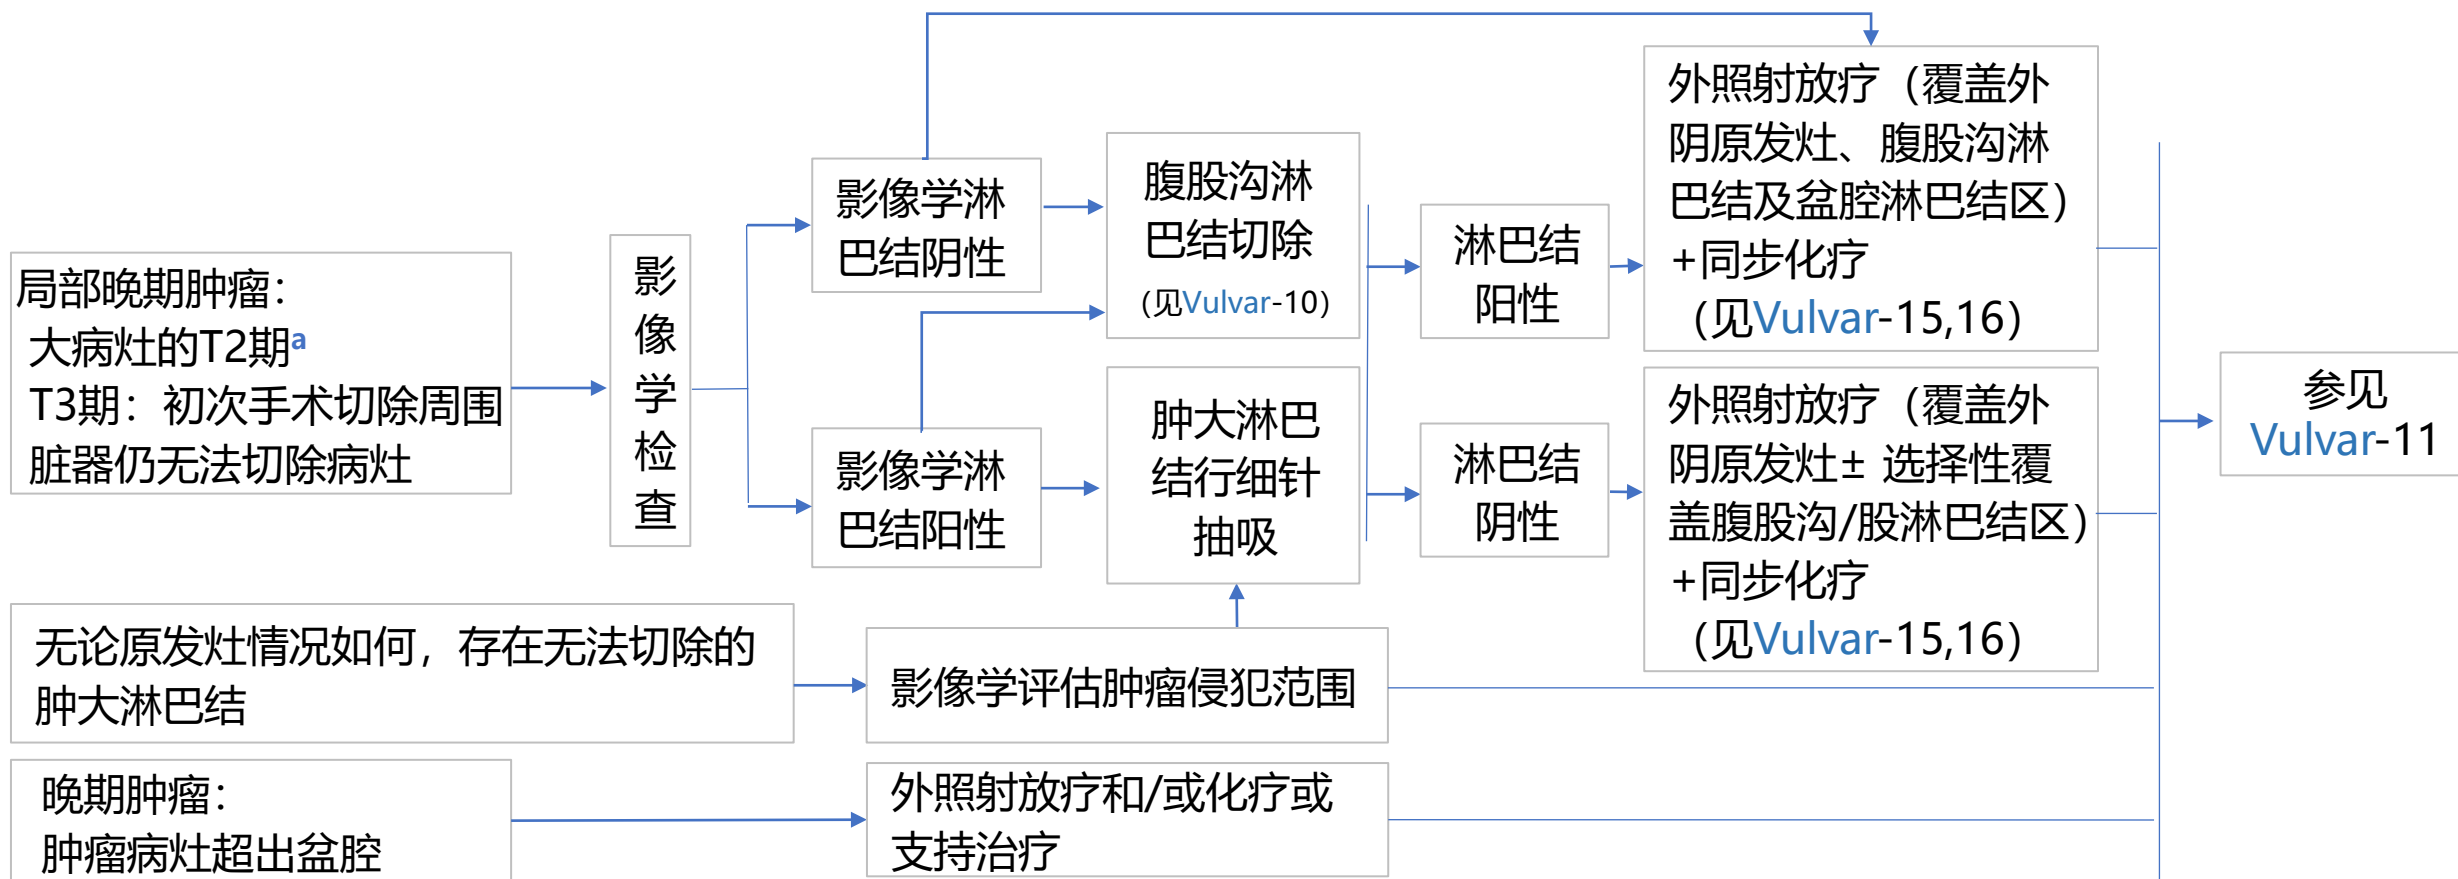 局部晚期肿瘤：
大病灶的T2期a
T3期：初次手术切除周围
脏器仍无法切除病灶
影
像
学
检
查
影像学淋
巴结阴性
影像学淋
巴结阳性
腹股沟淋
巴结切除
（见Vulvar-10）
肿大淋巴
结行细针
抽吸
淋巴结
阳性
淋巴结
阴性
外照射放疗（覆盖外
阴原发灶、腹股沟淋
巴结及盆腔淋巴结区）
+同步化疗
（见Vulvar-15,16）
外照射放疗（覆盖外
阴原发灶± 选择性覆
盖腹股沟/股淋巴结区）
+同步化疗
（见Vulvar-15,16）
参见
Vulvar-11
无论原发灶情况如何，存在无法切除的
肿大淋巴结
影像学评估肿瘤侵犯范围
晚期肿瘤：
肿瘤病灶超出盆腔
外照射放疗和/或化疗或
支持治疗